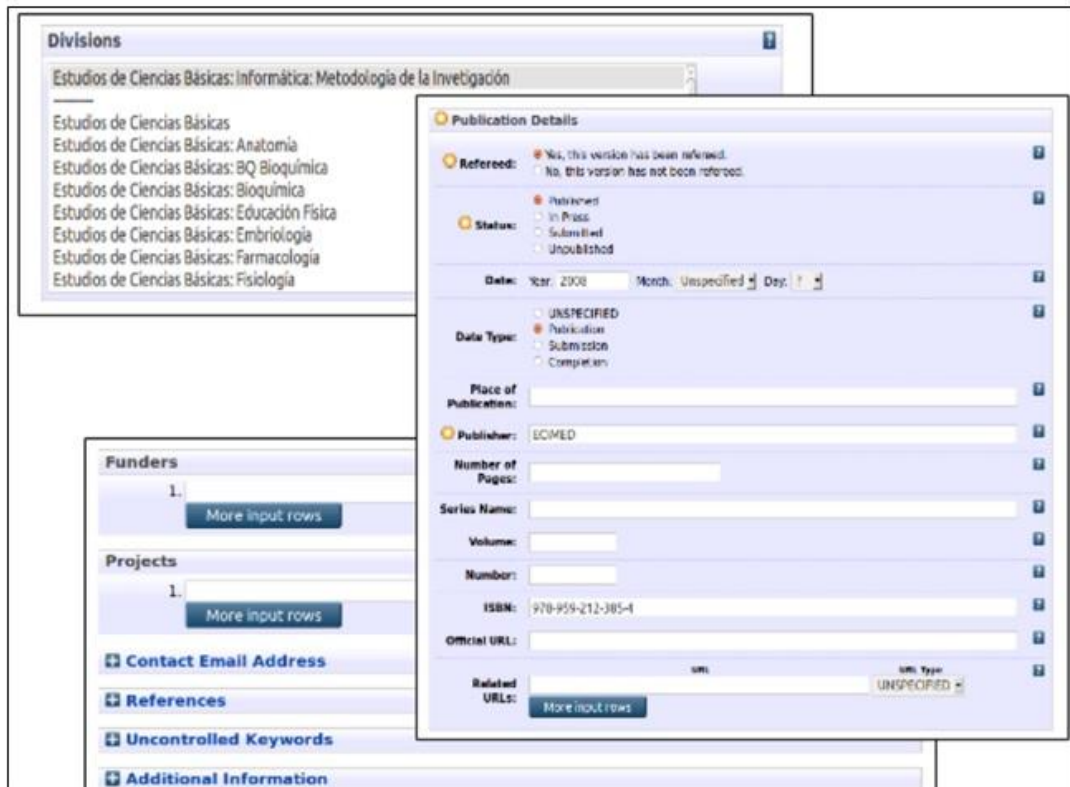 Divisions
Estudios de Ciencias Básicas: Informática: Metodología de la Invetigación
Estudios de Ciencias Básicas
Estudios de Ciencias Básicas: Anatomía
Estudios de Ciencias Básicas: BQ Bioquímica
Estudios de Ciencias Básicas: Bioquímica
Estudios de Ciencias Básicas: Educación Física
Estudios de Ciencias Básicas: Embriología
Estudios de Ciencias Básicas: Farmacología
Estudios de Ciencias Básicas: Fisiología
Publication Details
Refereed: Yes, this version has been refereed.
No, this version has not been refereed.
Status: Published
In Press
Submitted
Unpublished
Date: Year: 2008 Month: Unspecified Day: ?
Date Type: UNSPECIFIED
Publication
Submission
Completion
Place of
Publication:
Publisher: ECIMED
Number of
Pages:
Series Name:
Volume:
Number:
ISBN: 978-959-212-385-4
Official URL:
URL URL Type
Related
URLs: UNSPECIFIED
More input rows
Funders
1.
More input rows
Projects
1.
More input rows
Contact Email Address
References
Uncontrolled Keywords
Additional Information